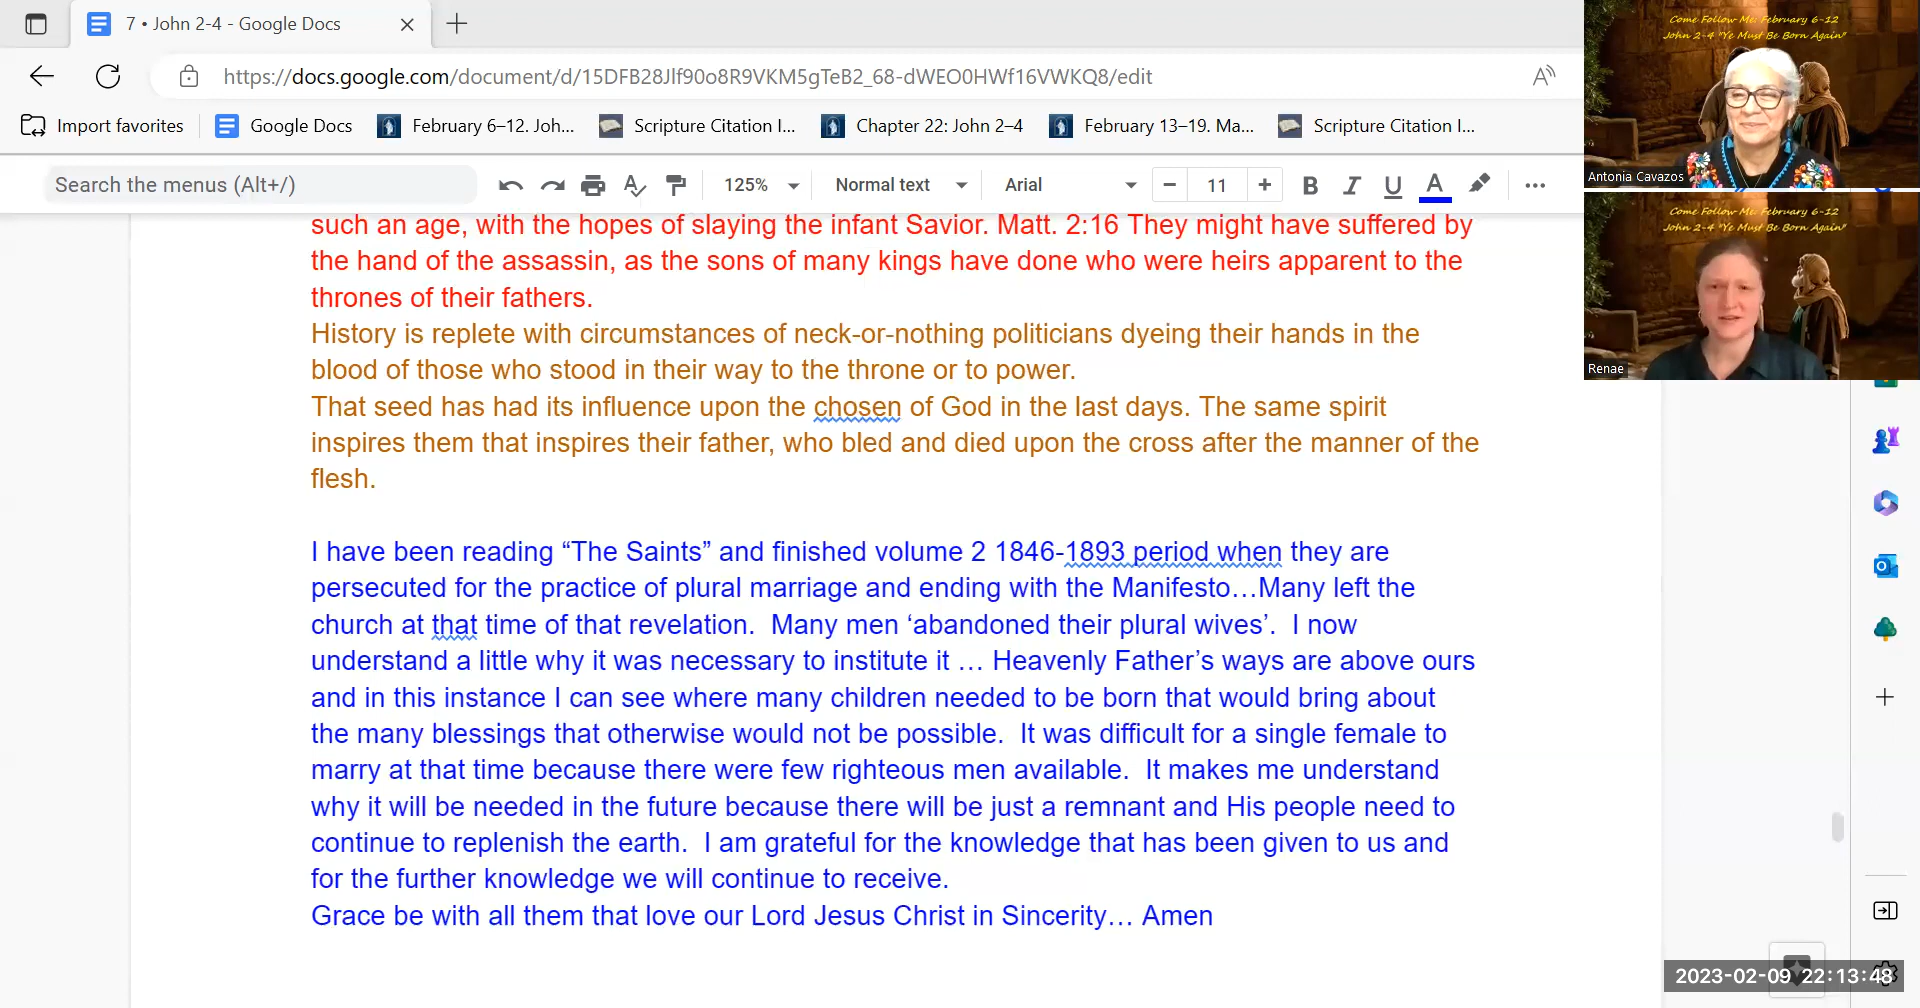 7 • John 2-4 - Google Docs
https://docs.google.com/document/d/15DFB28Jlf90o8R9VKM5gTeB2_68-dWEO0HWf16VWKQ8/edit
Import favorites
Google Docs
February 6–12. Joh...
Scripture Citation I...
Chapter 22: John 2–4
February 13–19. Ma...
Scripture Citation I...
Search the menus (Alt+/)
125%
Normal text
Arial
11
such an age, with the hopes of slaying the infant Savior. Matt. 2:16 They might have suffered by
the hand of the assassin, as the sons of many kings have done who were heirs apparent to the
thrones of their fathers.
History is replete with circumstances of neck-or-nothing politicians dyeing their hands in the
blood of those who stood in their way to the throne or to power.
That seed has had its influence upon the chosen of God in the last days. The same spirit
inspires them that inspires their father, who bled and died upon the cross after the manner of the
flesh.
I have been reading “The Saints” and finished volume 2 1846-1893 period when they are
persecuted for the practice of plural marriage and ending with the Manifesto…Many left the
church at that time of that revelation.  Many men ‘abandoned their plural wives’.  I now
understand a little why it was necessary to institute it … Heavenly Father’s ways are above ours
and in this instance I can see where many children needed to be born that would bring about
the many blessings that otherwise would not be possible.  It was difficult for a single female to
marry at that time because there were few righteous men available.  It makes me understand
why it will be needed in the future because there will be just a remnant and His people need to
continue to replenish the earth.  I am grateful for the knowledge that has been given to us and
for the further knowledge we will continue to receive.
Grace be with all them that love our Lord Jesus Christ in Sincerity… Amen
Come Follow Me: February 6-12
John 2-4 "Ye Must Be Born Again"
Antonia Cavazos
Come Follow Me: February 6-12
John 2-4 "Ye Must Be Born Again"
Renae
2023-02-09 22:13:48